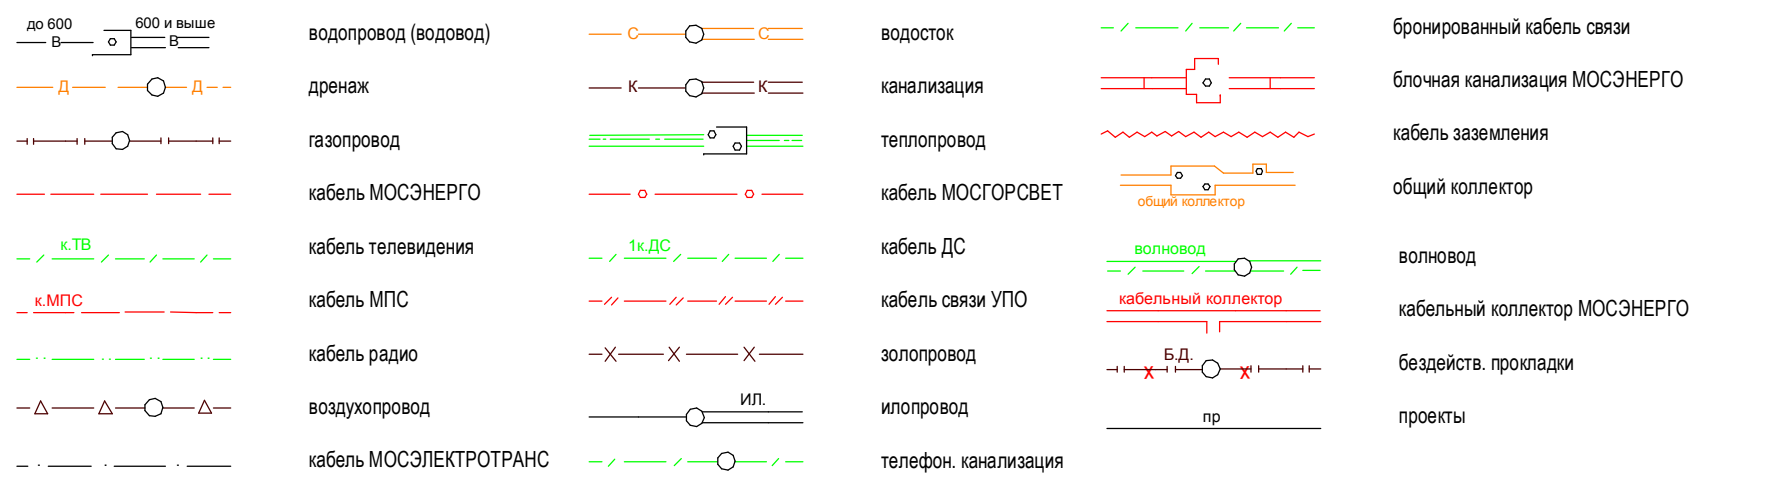 до 600 600 и выше
В В
водопровод (водовод)
Д Д
дренаж
газопровод
кабель МОСЭНЕРГО
к.ТВ
кабель телевидения
к.МПС
кабель МПС
кабель радио
воздухопровод
кабель МОСЭЛЕКТРОТРАНС
С С
водосток
К К
канализация
теплопровод
кабель МОСГОРСВЕТ
1к.ДС
кабель ДС
кабель связи УПО
золопровод
ИЛ.
илопровод
телефон. канализация
бронированный кабель связи
блочная канализация МОСЭНЕРГО
кабель заземления
общий коллектор
общий коллектор
волновод
волновод
кабельный коллектор
кабельный коллектор МОСЭНЕРГО
Б.Д.
бездейств. прокладки
пр
проекты